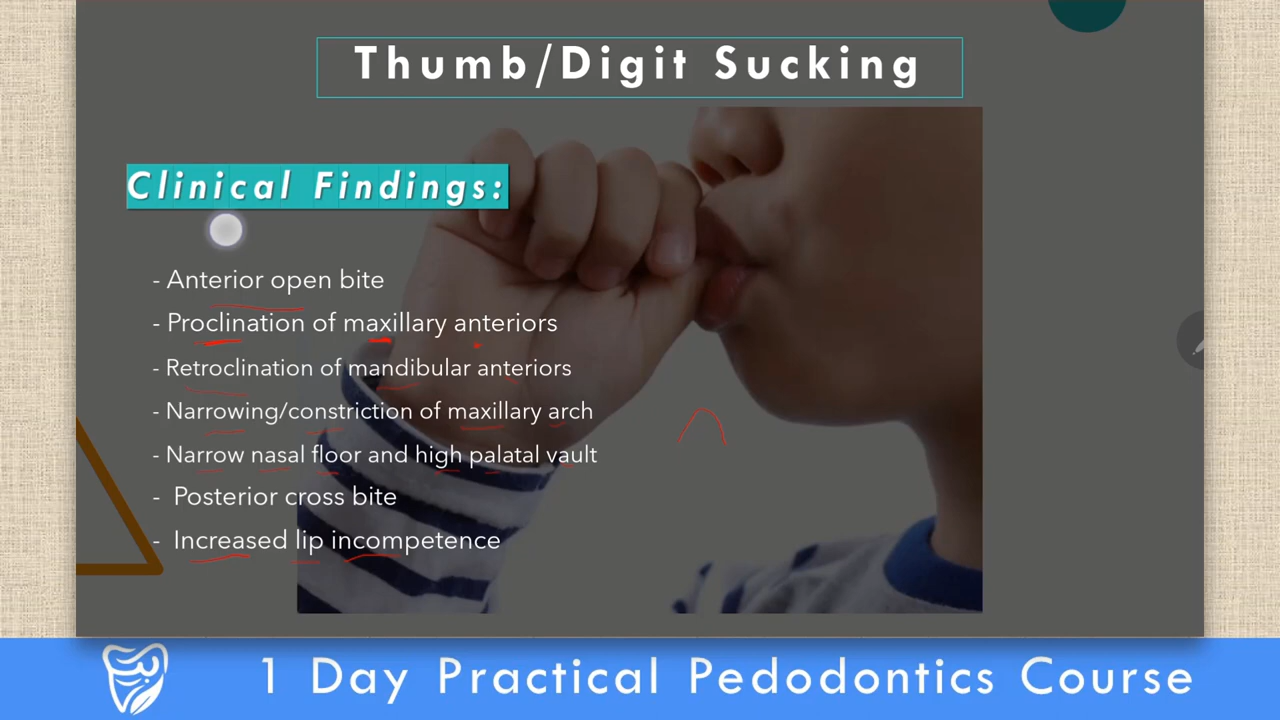 Thumb/Digit Sucking
Clinical Findings:
- Anterior open bite
- Proclination of maxillary anteriors
- Retroclination of mandibular anteriors
- Narrowing/constriction of maxillary arch
- Narrow nasal floor and high palatal vault
- Posterior cross bite
- Increased lip incompetence
1 Day Practical Pedodontics Course